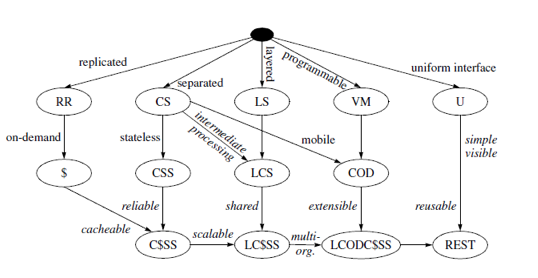 replicated
layered
programmable
separated
uniform interface
RR
CS
LS
VM
U
on-demand
stateless
intermediate
processing
mobile
simple
visible
$
CSS
LCS
COD
cacheable
reliable
shared
extensible
reusable
C$SS
scalable
LC$SS
multi-
org.
LCODC$SS
REST